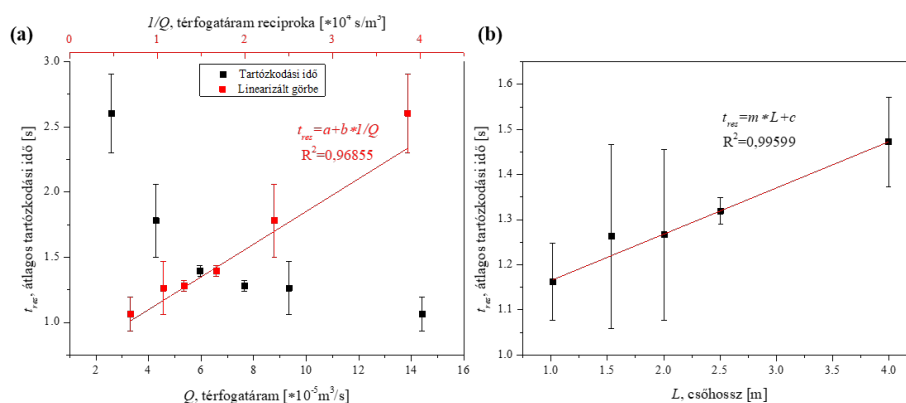 1/Q, térfogatáram reciproka [*10⁴ s/m³]
(a)
0 1 2 3 4
3.0
2.5
2.0
1.5
1.0
t_res, átlagos tartózkodási idő [s]
Tartózkodási idő
Linearizált görbe
t_res=a+b*1/Q
R²=0,96855
2 4 6 8 10 12 14 16
Q, térfogatáram [*10⁻⁵m³/s]
(b)
1.6
1.5
1.4
1.3
1.2
1.1
1.0
t_res, átlagos tartózkodási idő [s]
t_res=m*L+c
R²=0,99599
1.0 1.5 2.0 2.5 3.0 3.5 4.0
L, csőhossz [m]